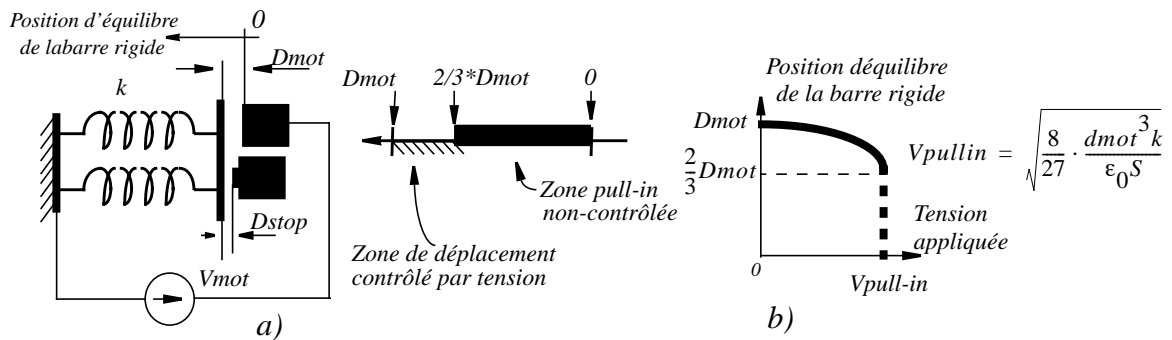 Position d'équilibre
de labarre rigide
0
Dmot
k
Dstop
Vmot
a)
Dmot
2/3*Dmot
0
Zone pull-in
non-contrôlée
Zone de déplacement
contrôlé par tension
Position déquilibre
de la barre rigide
Dmot
2/3 Dmot
0
Tension
appliquée
Vpull-in
b)
Vpullin = √(8/27 · dmot³k/ε₀S)